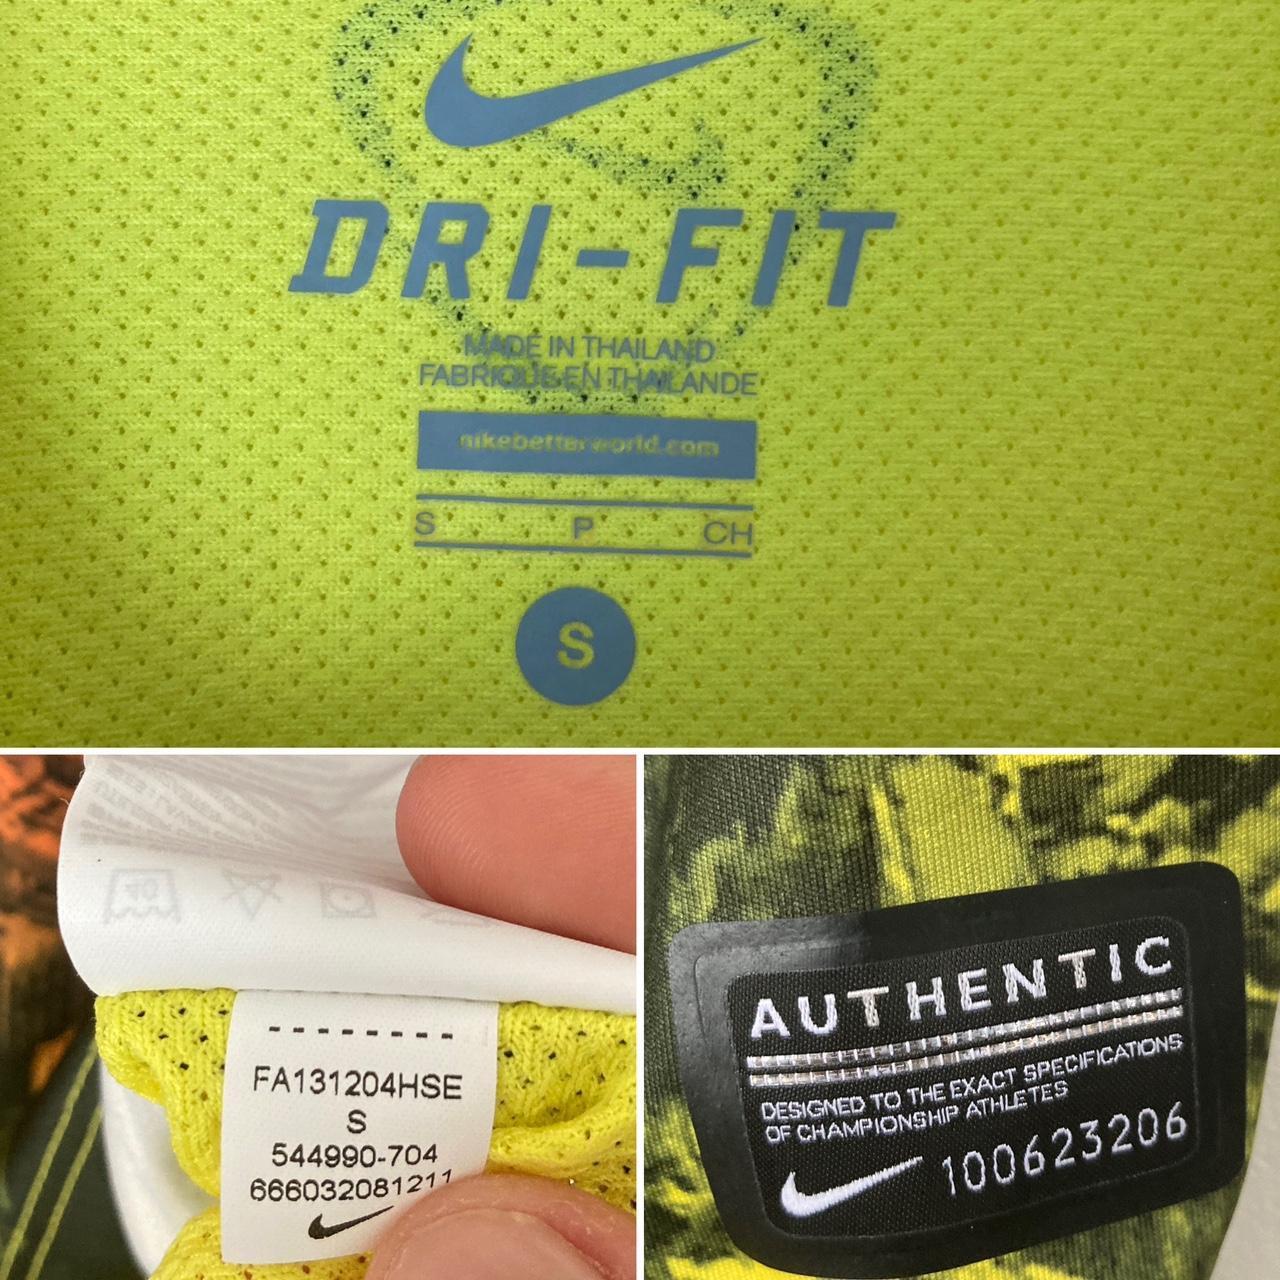 DRI-FIT
MADE IN THAILAND
FABRIQUE EN THAILANDE
nikebetterworld.com
S P CH
S
FA131204HSE
S
544990-704
666032081211
AUTHENTIC
DESIGNED TO THE EXACT SPECIFICATIONS
OF CHAMPIONSHIP ATHLETES
100623206